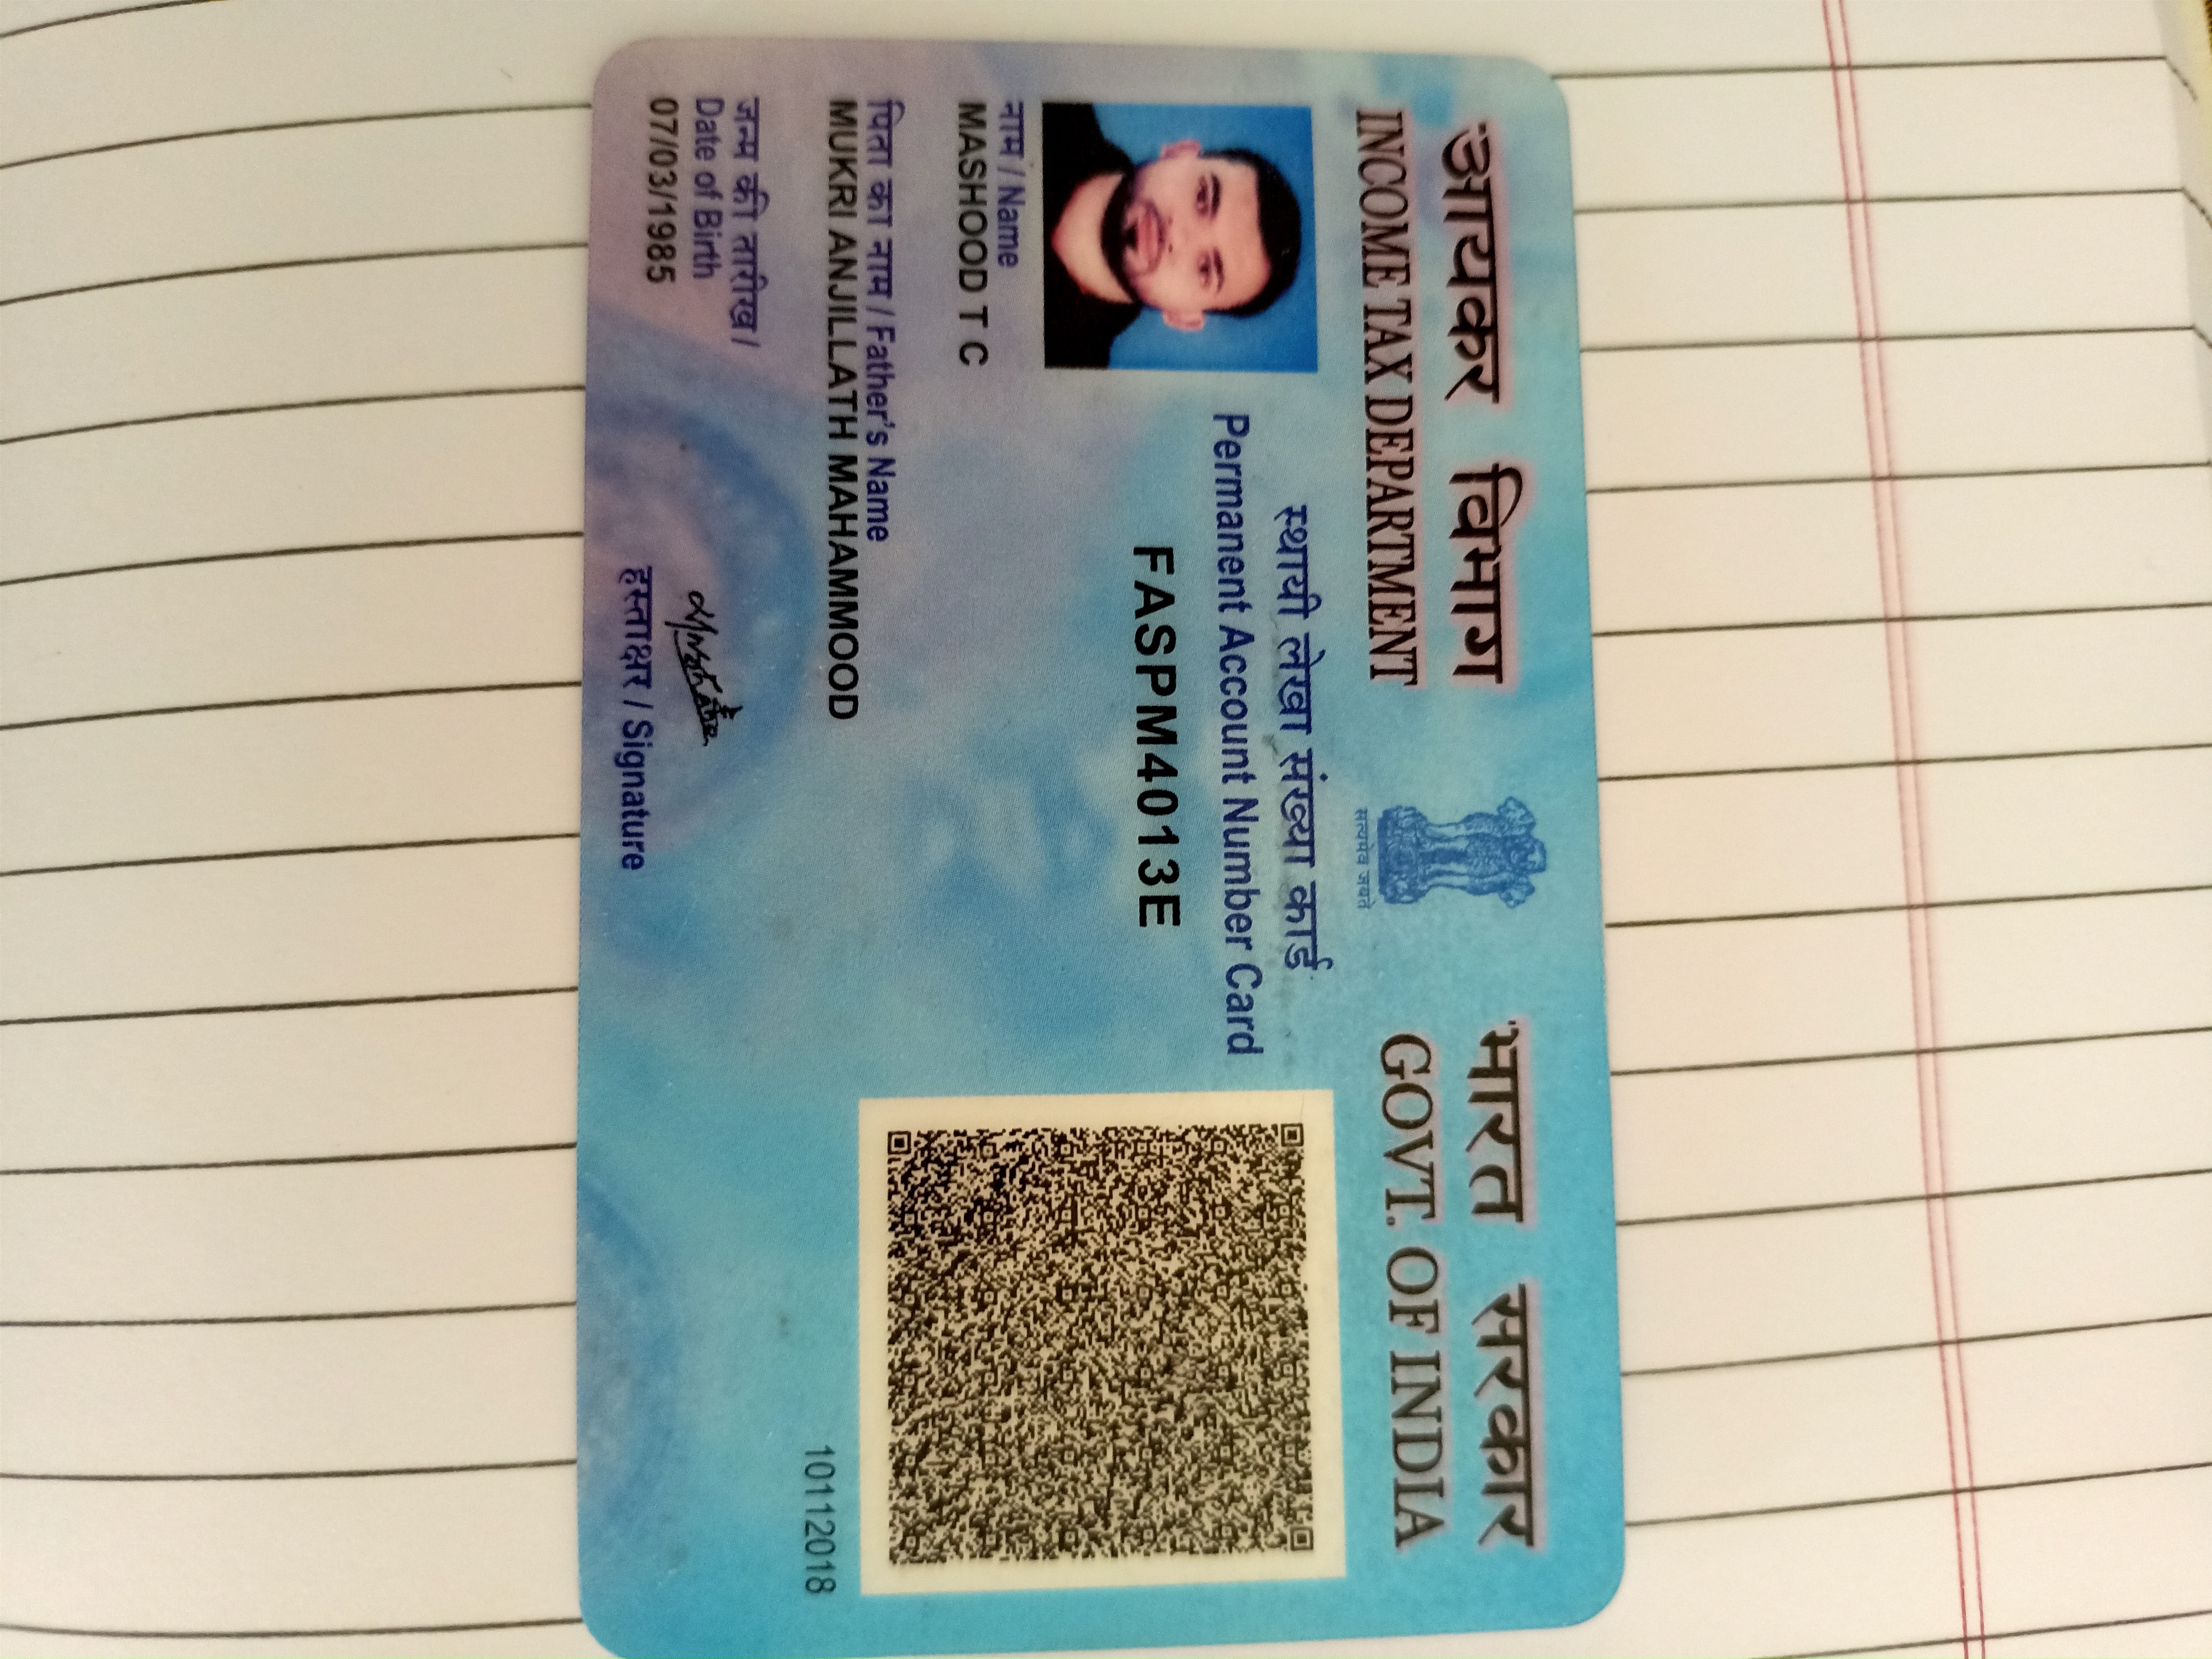 आयकर विभाग
INCOME TAX DEPARTMENT
सत्यमेव जयते
भारत सरकार
GOVT. OF INDIA
स्थायी लेखा संख्या कार्ड
Permanent Account Number Card
FASPM4013E
नाम / Name
MASHOOD T C
पिता का नाम / Father's Name
MUKRI ANJILLATH MAHAMMOOD
जन्म की तारीख /
Date of Birth
07/03/1985
हस्ताक्षर / Signature
10112018